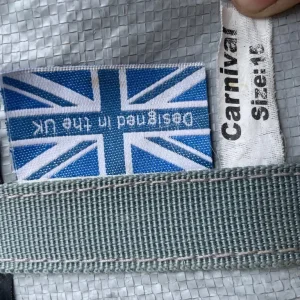 Designed in the
UK
Carnival
Size:15